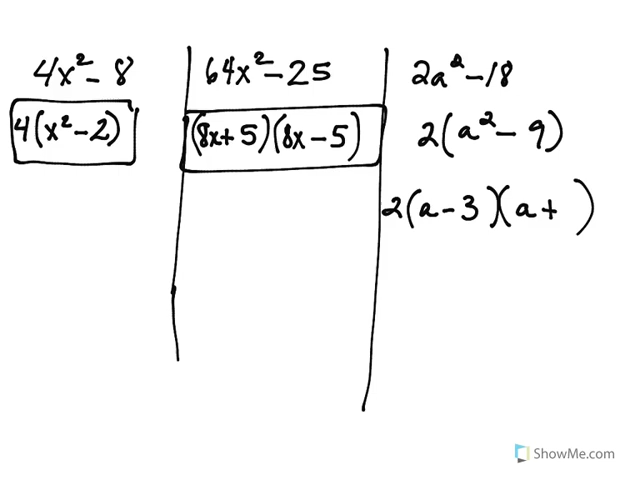 4x² - 8
4(x² - 2)
64x² - 25
(8x + 5)(8x - 5)
2a² - 18
2(a² - 9)
2(a - 3)(a + )
ShowMe.com